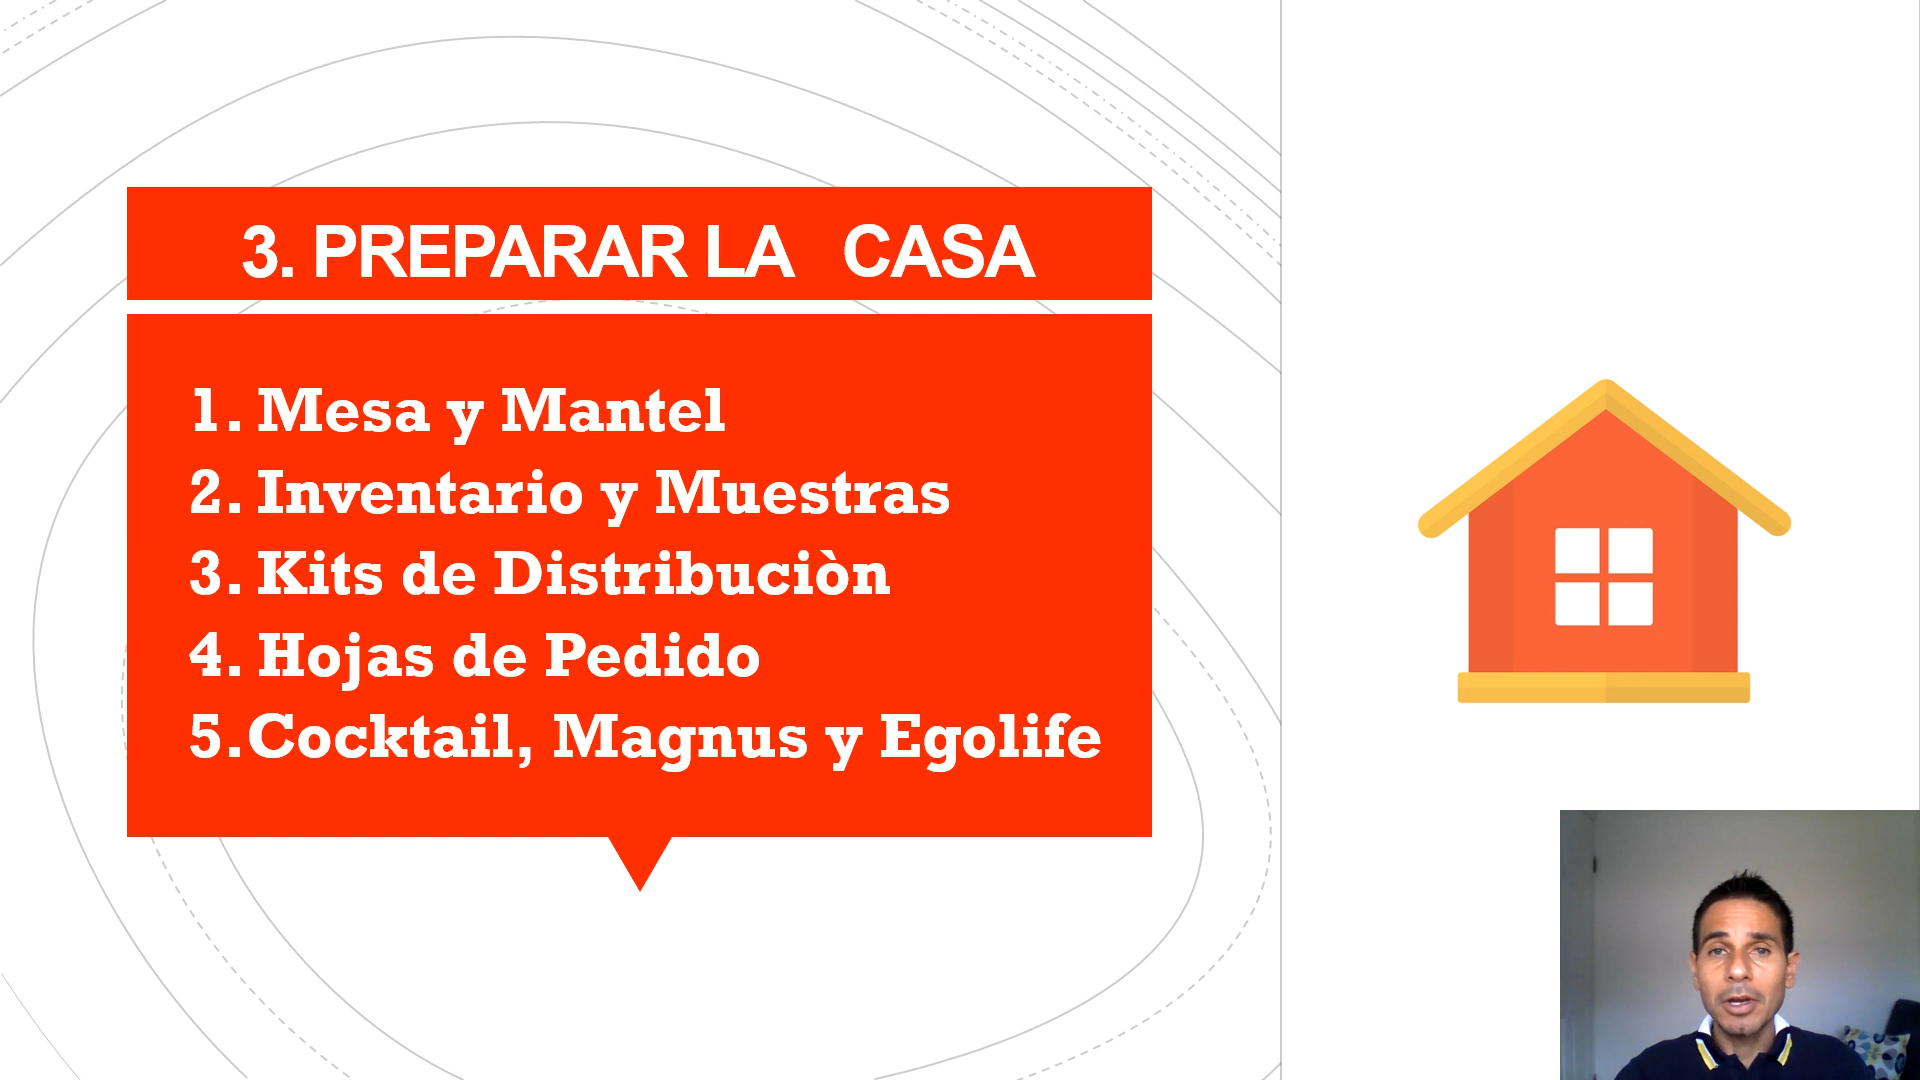 3. PREPARAR LA CASA
1. Mesa y Mantel
2. Inventario y Muestras
3. Kits de Distribuciòn
4. Hojas de Pedido
5.Cocktail, Magnus y Egolife